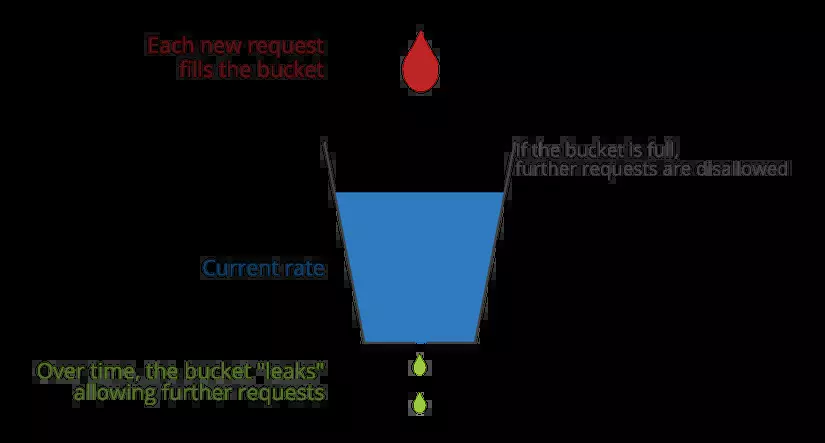 Each new request
fills the bucket
If the bucket is full,
further requests are disallowed
Current rate
Over time, the bucket "leaks"
allowing further requests